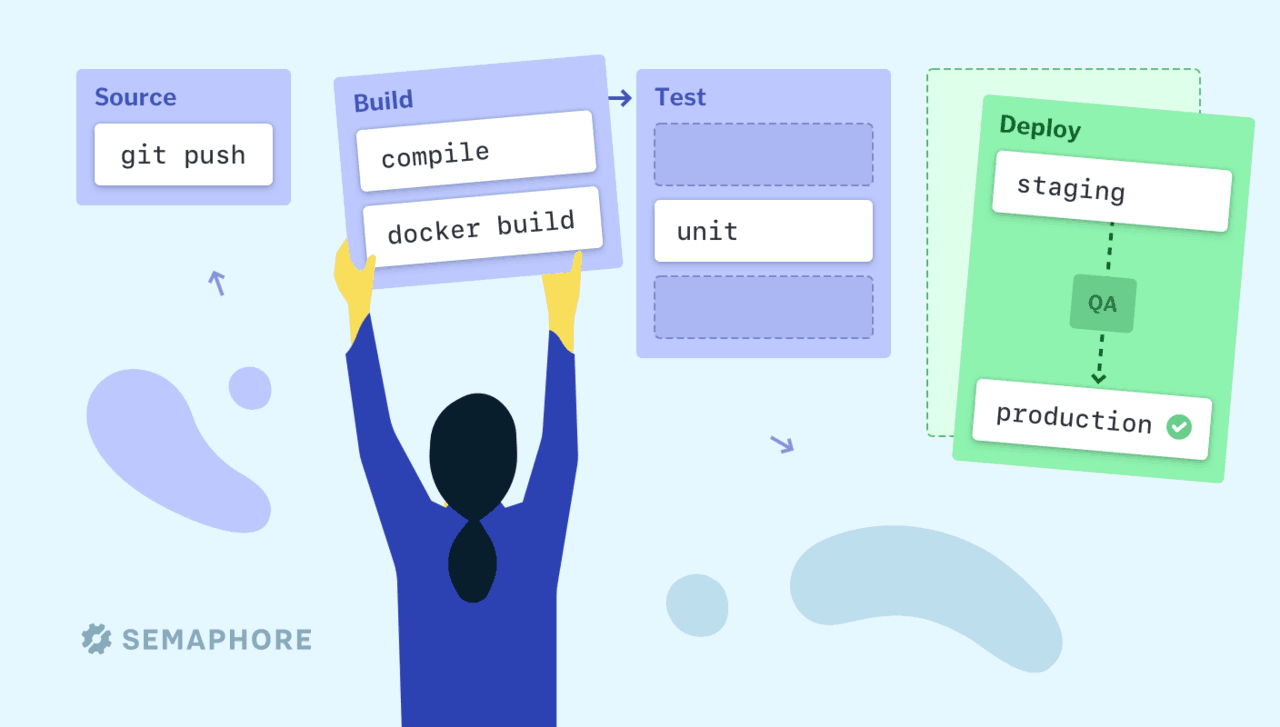 Source
git push
Build
compile
docker build
Test
unit
Deploy
staging
QA
production
SEMAPHORE